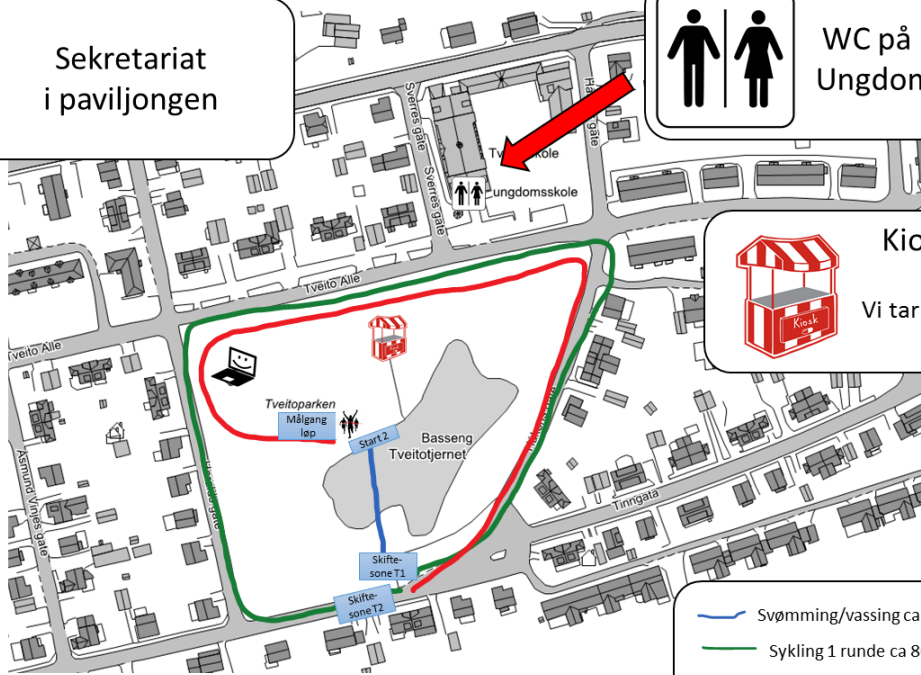 Sekretariat
i paviljongen
WC på
Ungdom
Sverres gate
Sverres gate
skole
ungdomsskole
Kio
Vi tar
Kiosk
Tveito Alle
Tveito Alle
Tveitoparken
Målgang
løp
Start 2
Basseng
Tveitotjernet
Tinngata
Åsmund Vinjes gate
Skifte-
sone T1
Skifte-
sone T2
Svømming/vassing ca
Sykling 1 runde ca 8